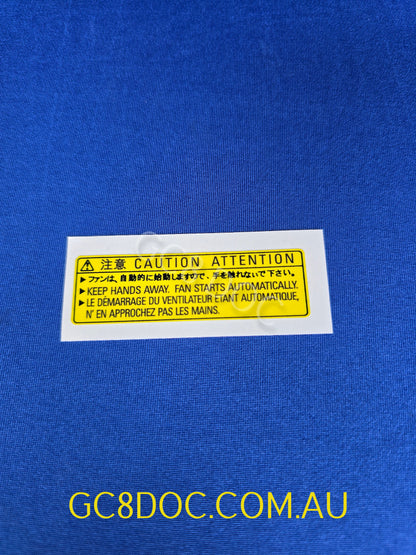 ⚠ 注意 CAUTION ATTENTION
▶ファンは、自動的に始動しますので、手を触れないで下さい。
▶KEEP HANDS AWAY. FAN STARTS AUTOMATICALLY.
▶LE DÉMARRAGE DU VENTILATEUR ÉTANT AUTOMATIQUE,
N' EN APPROCHEZ PAS LES MAINS.
GC8DOC.COM.AU